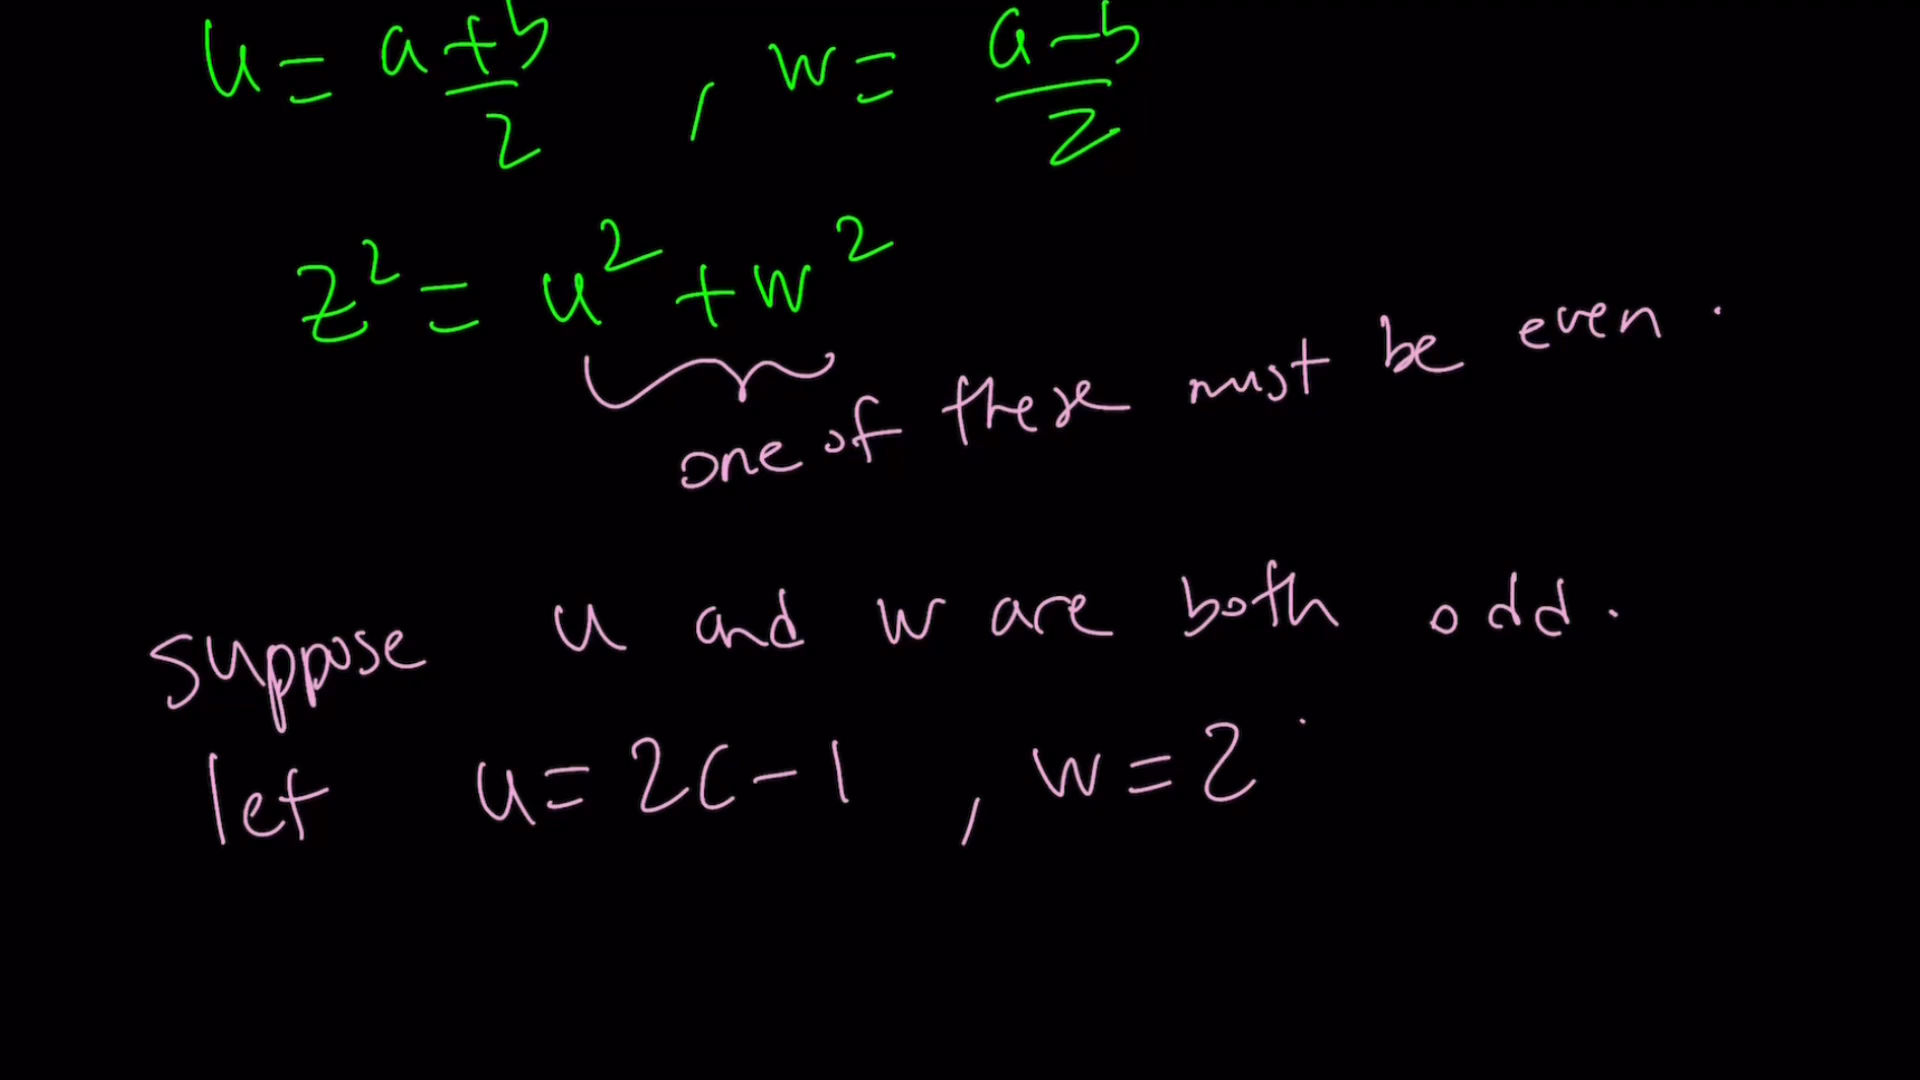 u = a+b/2 , w = a-b/2
z² = u² + w²
one of these must be even.
suppose u and w are both odd.
let u = 2c-1 , w = 2